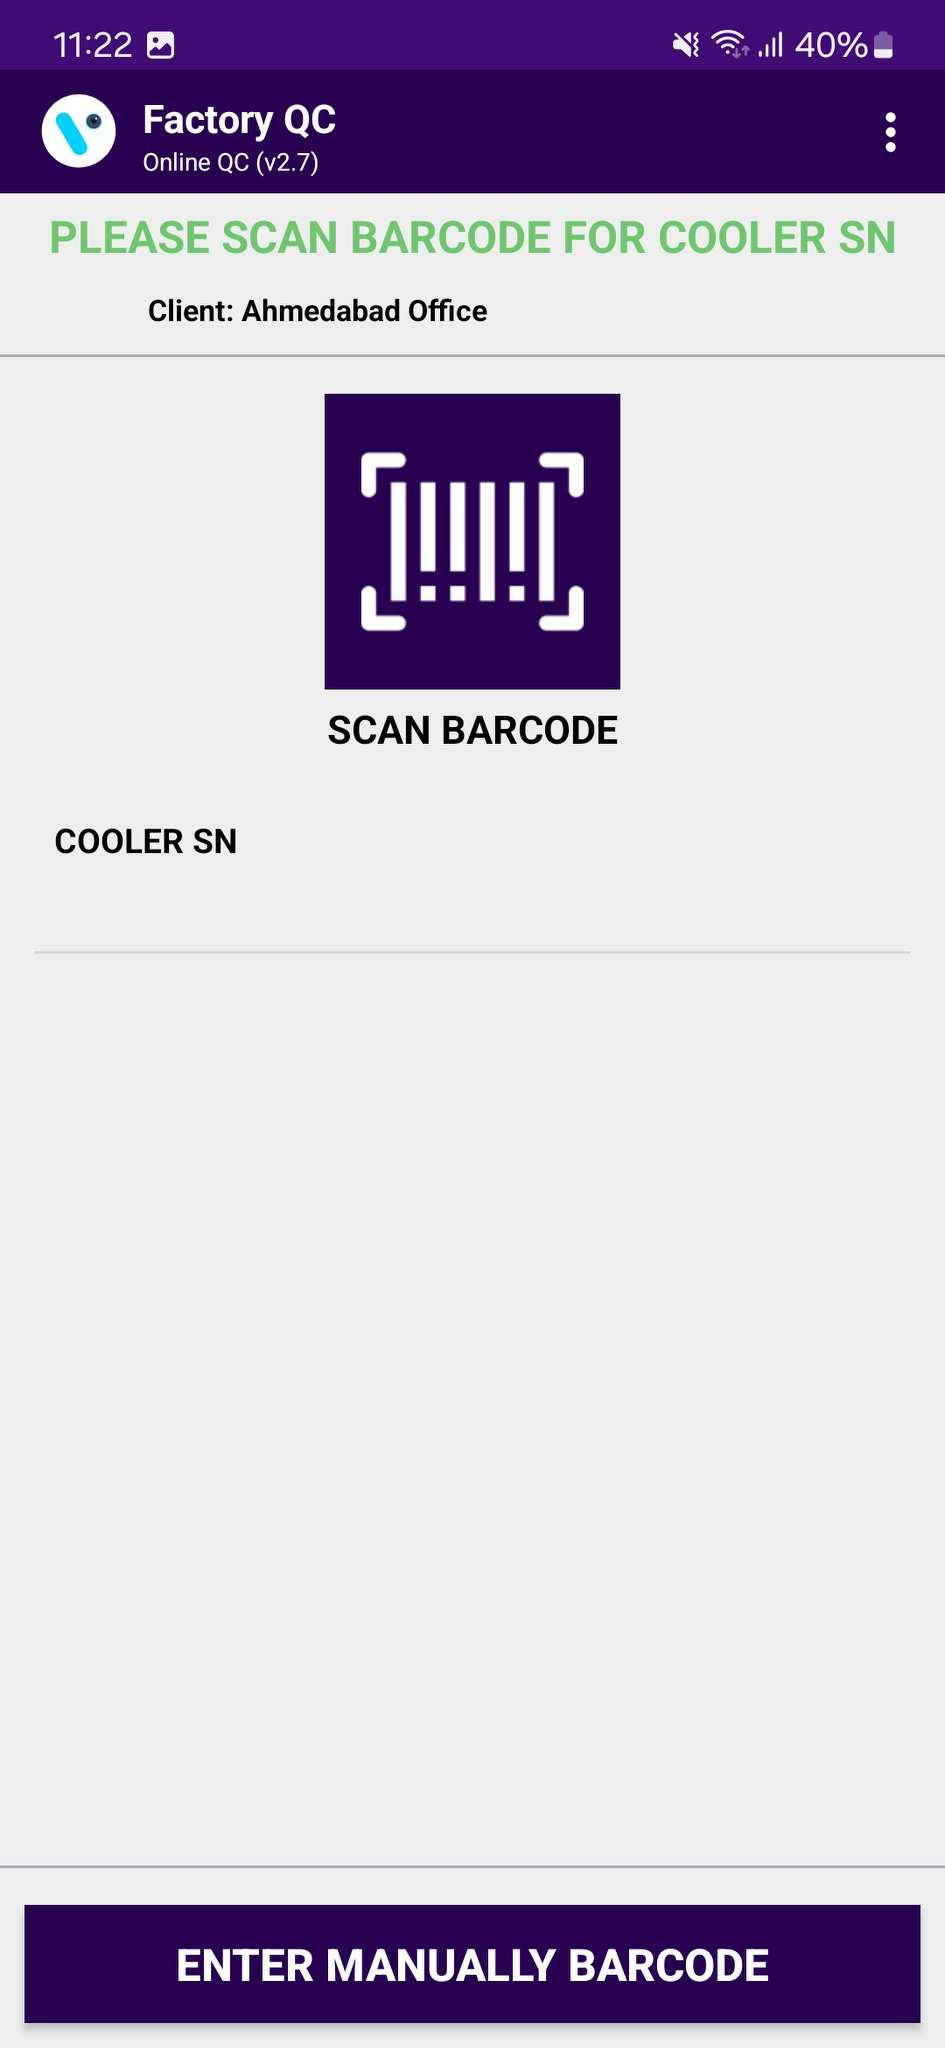 11:22
40%
Factory QC
Online QC (v2.7)
PLEASE SCAN BARCODE FOR COOLER SN
Client: Ahmedabad Office
SCAN BARCODE
COOLER SN
ENTER MANUALLY BARCODE